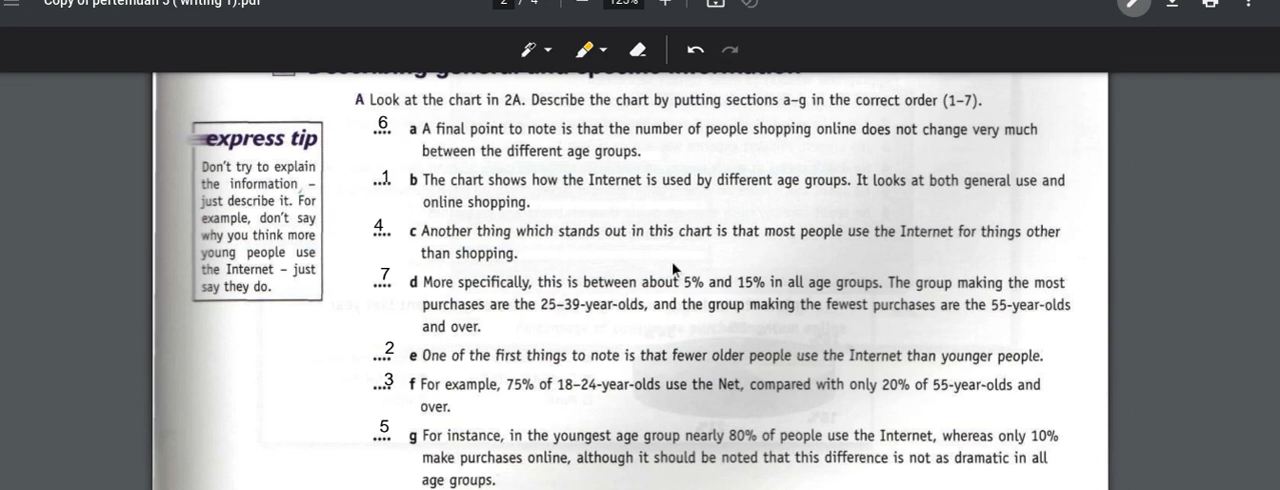 Copy of pertemuan 3 ( writing 1).pdf
2 / 4
125%
A Look at the chart in 2A. Describe the chart by putting sections a–g in the correct order (1–7).
express tip
Don't try to explain
the information –
just describe it. For
example, don't say
why you think more
young people use
the Internet – just
say they do.
6 a A final point to note is that the number of people shopping online does not change very much
between the different age groups.
1 b The chart shows how the Internet is used by different age groups. It looks at both general use and
online shopping.
4 c Another thing which stands out in this chart is that most people use the Internet for things other
than shopping.
7 d More specifically, this is between about 5% and 15% in all age groups. The group making the most
purchases are the 25–39-year-olds, and the group making the fewest purchases are the 55-year-olds
and over.
2 e One of the first things to note is that fewer older people use the Internet than younger people.
3 f For example, 75% of 18–24-year-olds use the Net, compared with only 20% of 55-year-olds and
over.
5 g For instance, in the youngest age group nearly 80% of people use the Internet, whereas only 10%
make purchases online, although it should be noted that this difference is not as dramatic in all
age groups.